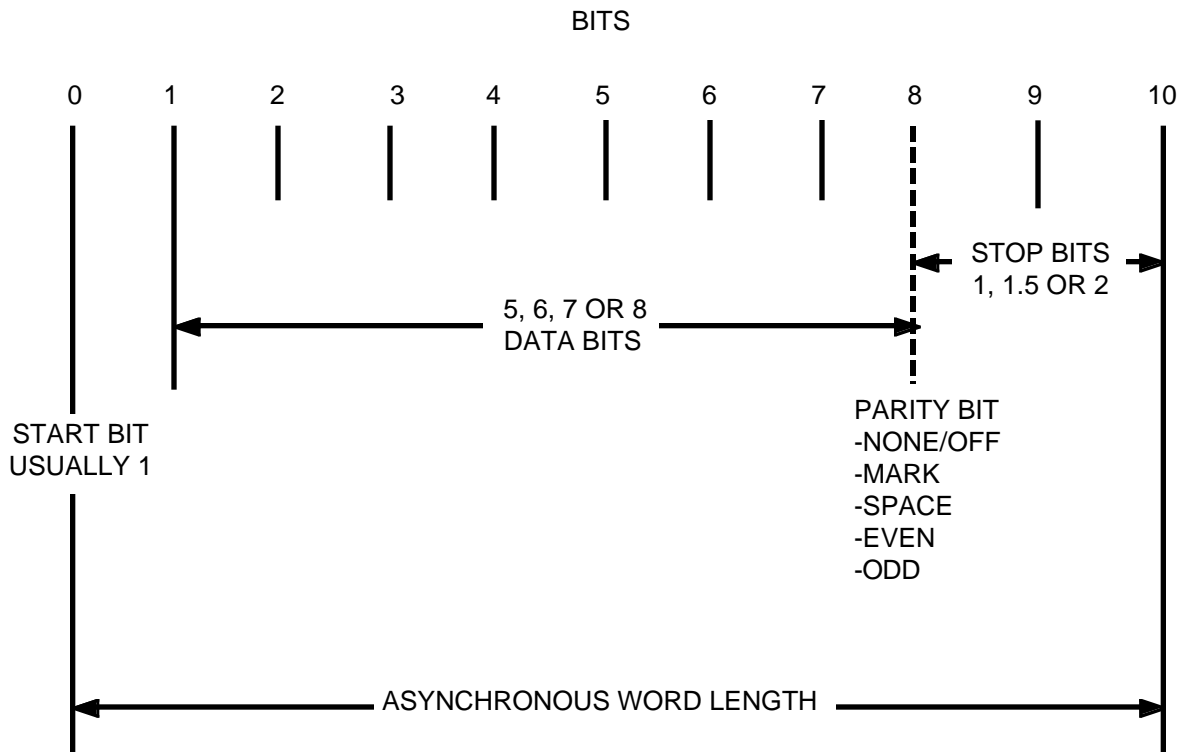 BITS
0 1 2 3 4 5 6 7 8 9 10
STOP BITS
1, 1.5 OR 2
5, 6, 7 OR 8
DATA BITS
START BIT
USUALLY 1
PARITY BIT
-NONE/OFF
-MARK
-SPACE
-EVEN
-ODD
ASYNCHRONOUS WORD LENGTH